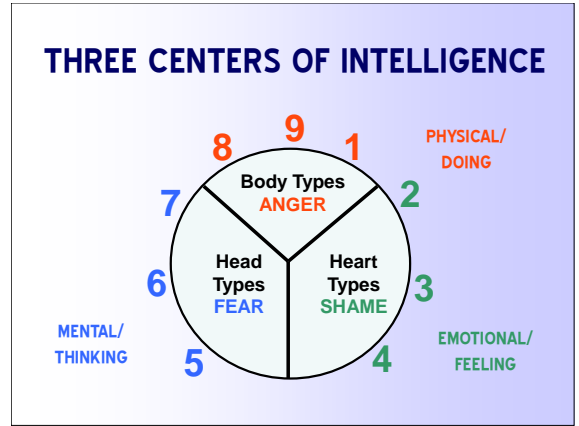 THREE CENTERS OF INTELLIGENCE
9
8
1
PHYSICAL/
DOING
Body Types
ANGER
7
2
Head
Types
FEAR
Heart
Types
SHAME
6
3
MENTAL/
THINKING
EMOTIONAL/
FEELING
5
4